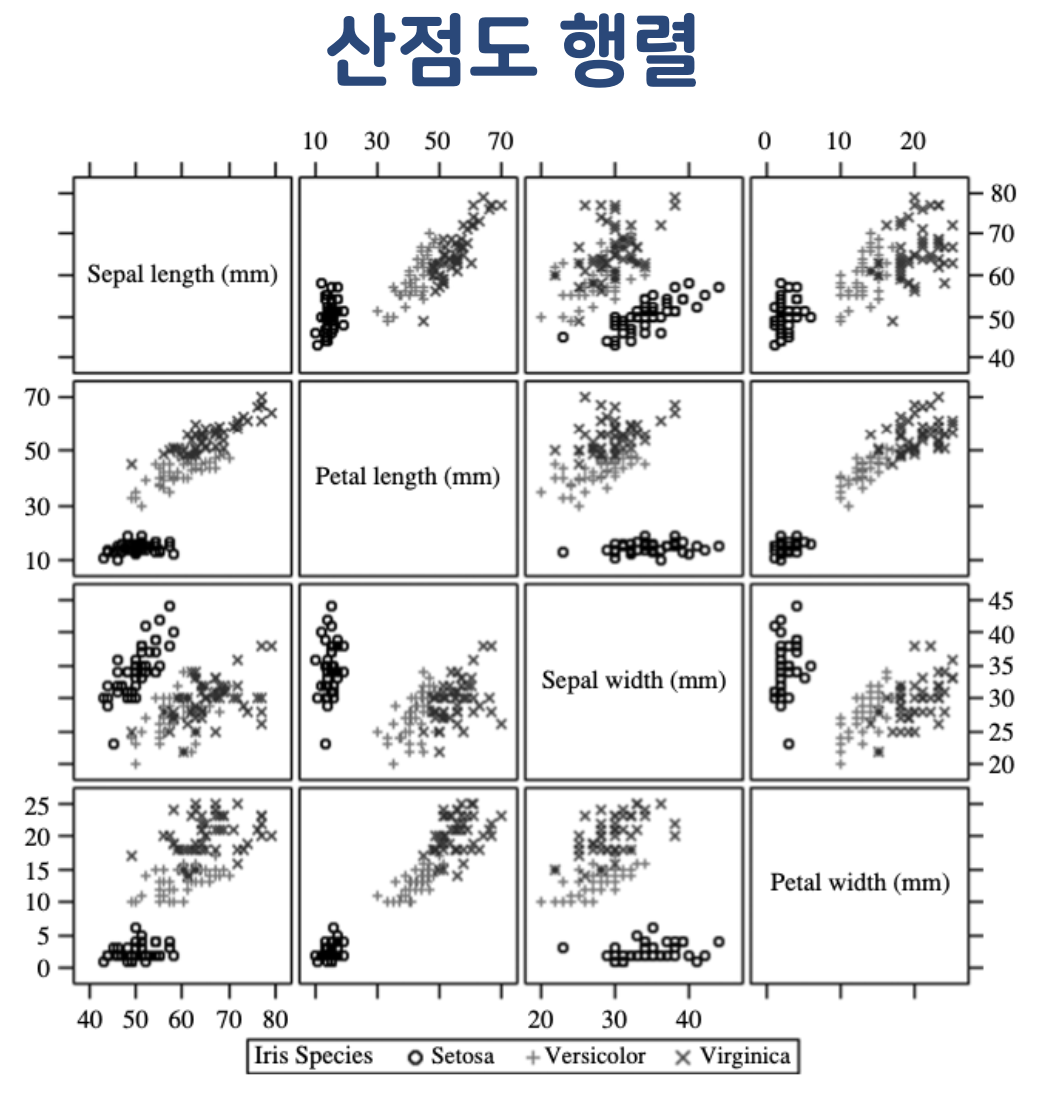 산점도 행렬
10 30 50 70 0 10 20
80
70
Sepal length (mm) 60
50
40
70
50
Petal length (mm)
30
10
45
40
35
Sepal width (mm)
30
25
20
25
20
15
Petal width (mm)
10
5
0
40 50 60 70 80 20 30 40
Iris Species Setosa Versicolor Virginica